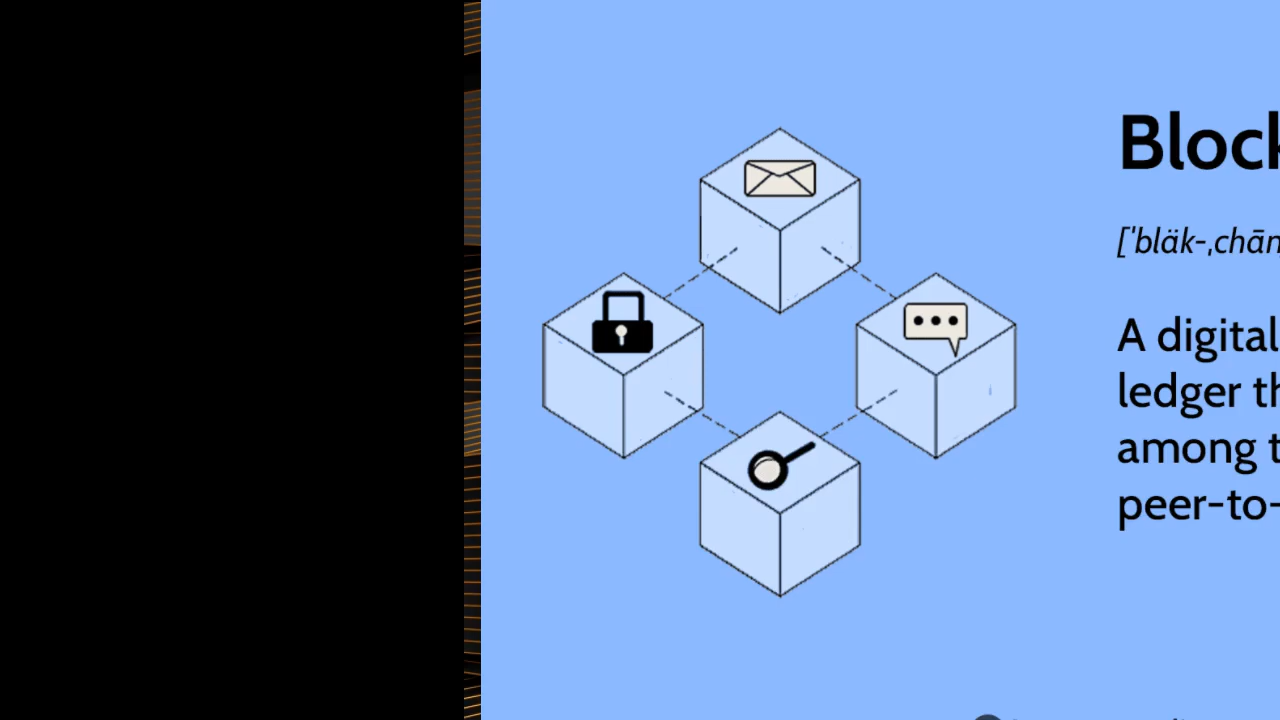 Block
['bläk-,chān
A digital
ledger th
among t
peer-to-